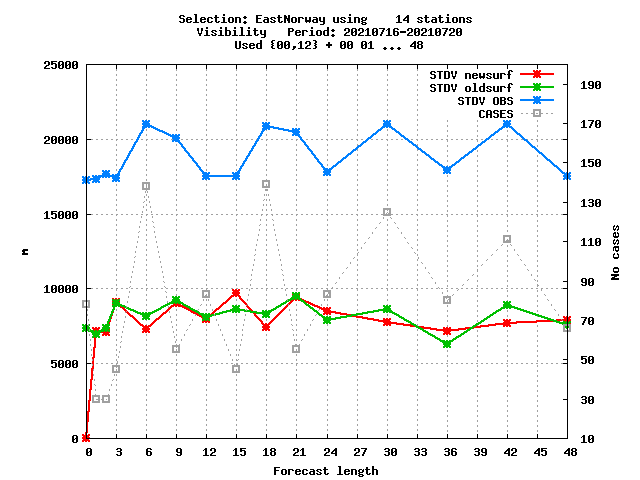 Selection: EastNorway using    14 stations
Visibility   Period: 20210716-20210720
Used {00,12} + 00 01 ... 48
STDV newsurf
STDV oldsurf
STDV OBS
CASES
25000
20000
15000
10000
5000
0
m
190
170
150
130
110
90
70
50
30
10
No cases
0 3 6 9 12 15 18 21 24 27 30 33 36 39 42 45 48
Forecast length